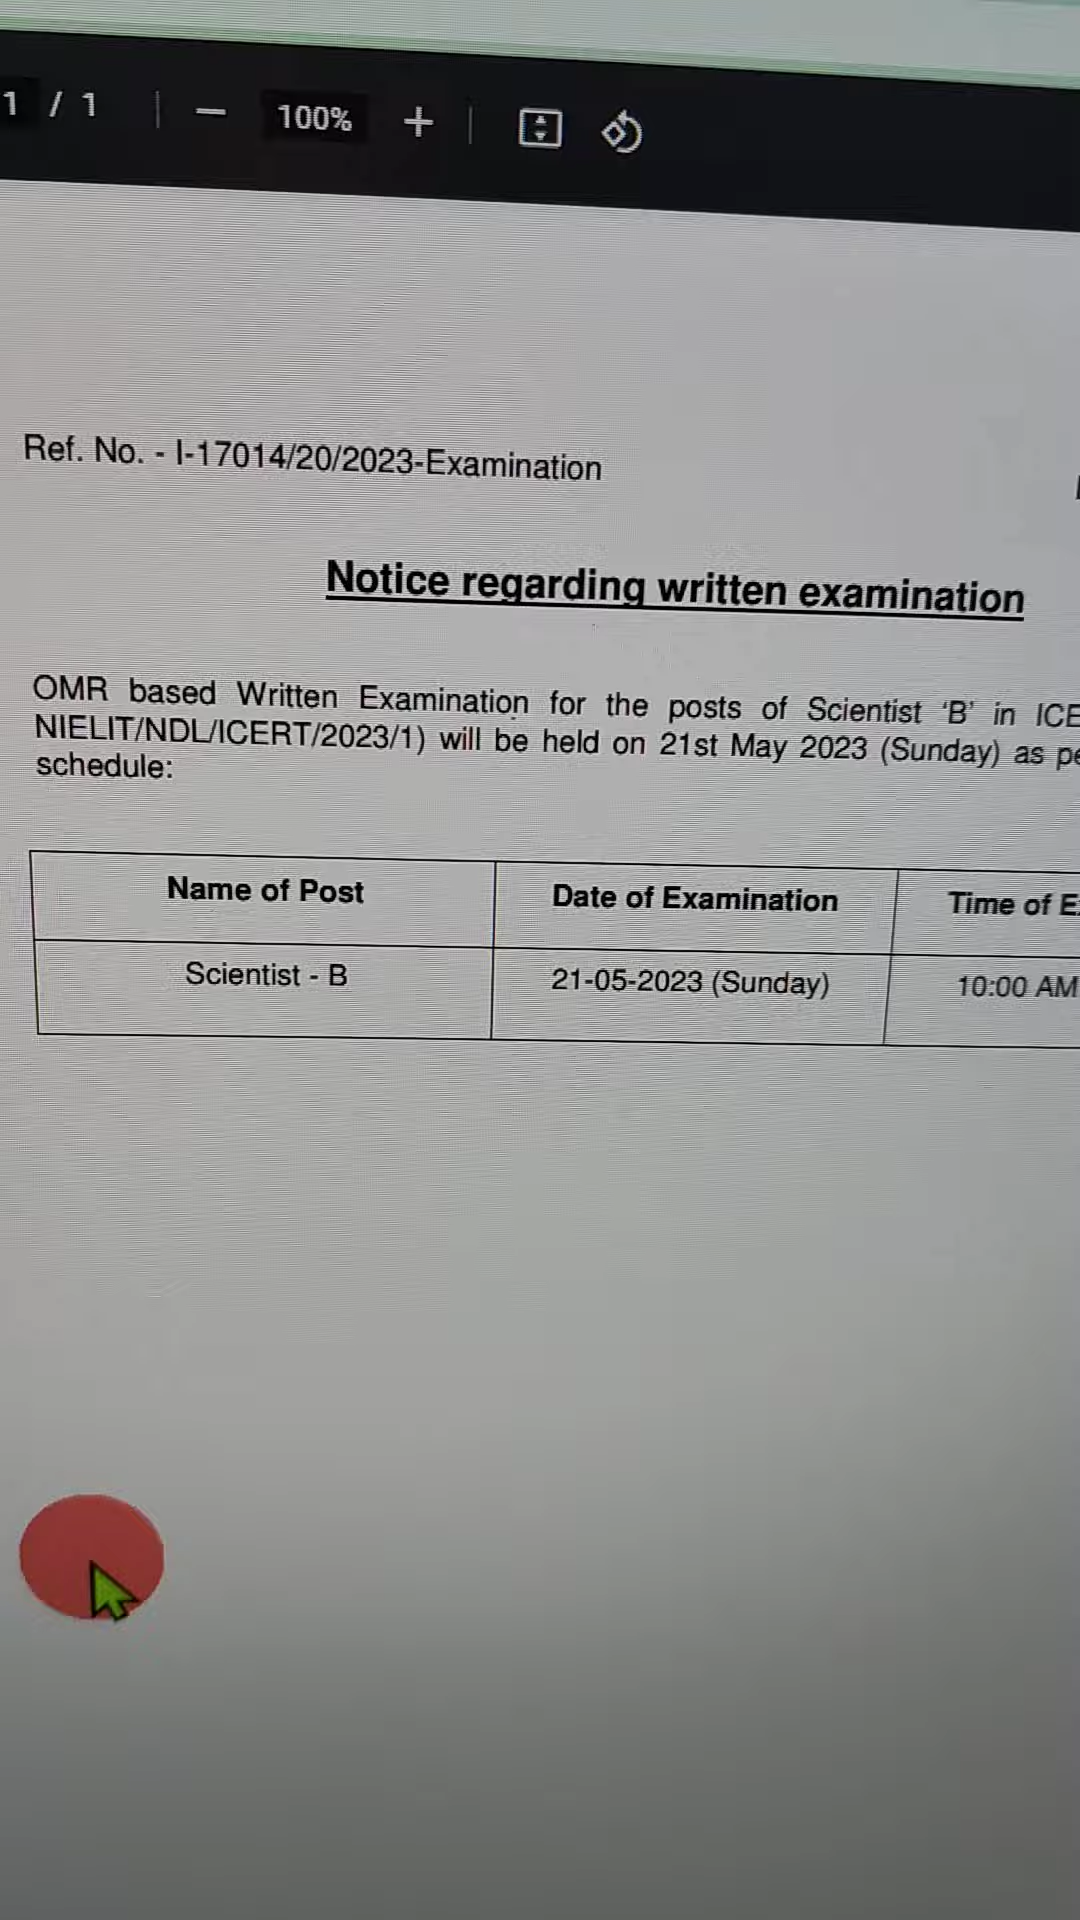 1 / 1
100%
Ref. No. - I-17014/20/2023-Examination
Notice regarding written examination
OMR based Written Examination for the posts of Scientist 'B' in
NIELIT/NDL/ICERT/2023/1) will be held on 21st May 2023 (Sunday) as
schedule:
Name of Post Date of Examination Time of
Scientist - B 21-05-2023 (Sunday) 10:00 AM